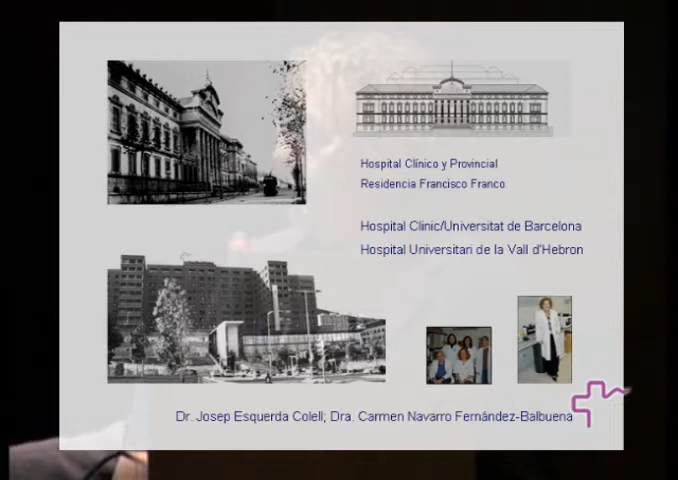 Hospital Clínico y Provincial
Residencia Francisco Franco
Hospital Clinic/Universitat de Barcelona
Hospital Universitari de la Vall d'Hebron
Dr. Josep Esquerda Colell; Dra. Carmen Navarro Fernández-Balbuena